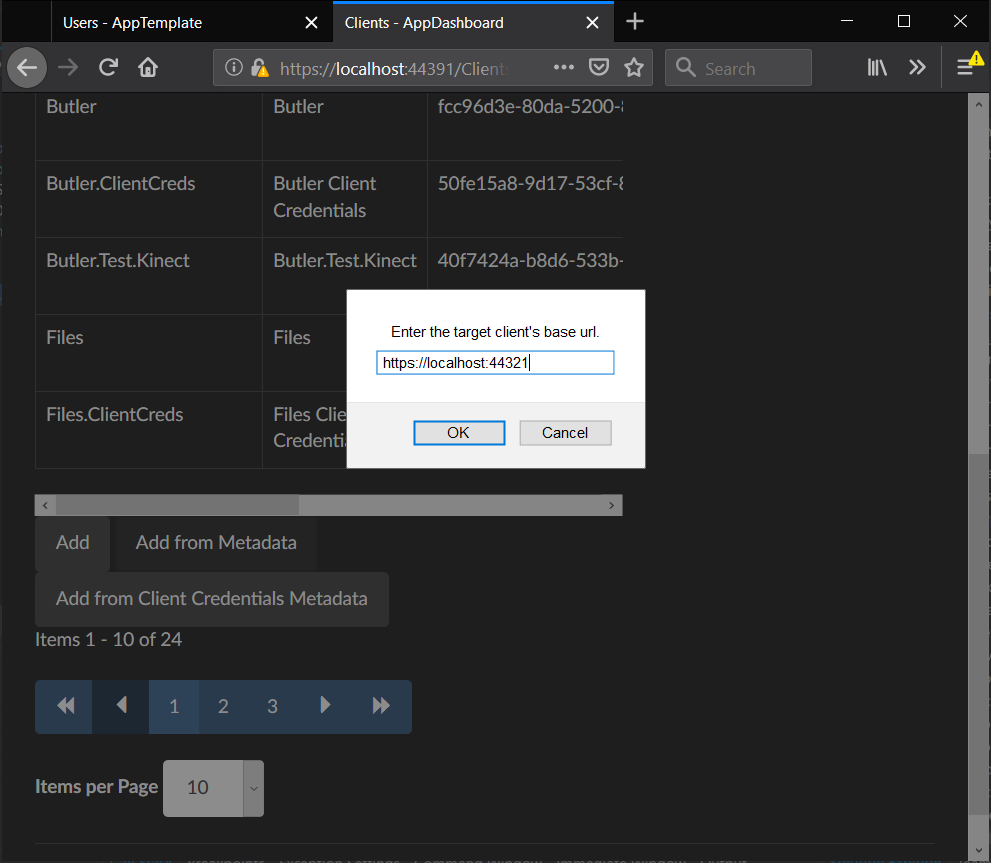 Users - AppTemplate
Clients - AppDashboard
https://localhost:44391/Client
Search
Butler Butler fcc96d3e-80da-5200-
Butler.ClientCreds Butler Client 50fe15a8-9d17-53cf-8
Credentials
Butler.Test.Kinect Butler.Test.Kinect 40f7424a-b8d6-533b-
Enter the target client's base url.
https://localhost:44321
OK Cancel
Files Files
Files.ClientCreds Files Clie
Credentia
Add Add from Metadata
Add from Client Credentials Metadata
Items 1 - 10 of 24
1 2 3
Items per Page 10